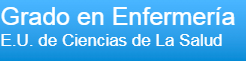 Grado en Enfermería
E.U. de Ciencias de La Salud